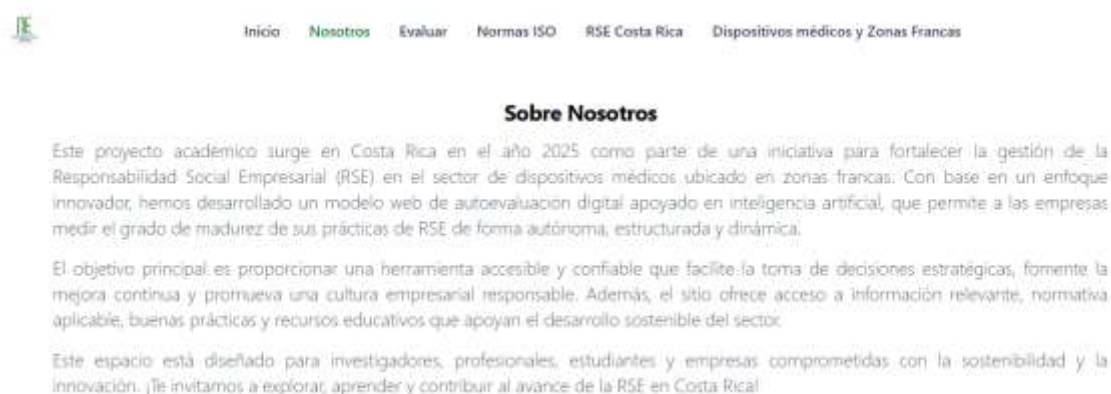 Inicio Nosotros Evaluar Normas ISO RSE Costa Rica Dispositivos médicos y Zonas Francas
Sobre Nosotros
Este proyecto académico surge en Costa Rica en el año 2025 como parte de una iniciativa para fortalecer la gestión de la
Responsabilidad Social Empresarial (RSE) en el sector de dispositivos médicos ubicado en zonas francas. Con base en un enfoque
innovador, hemos desarrollado un modelo web de autoevaluación digital apoyado en inteligencia artificial, que permite a las empresas
medir el grado de madurez de sus prácticas de RSE de forma autónoma, estructurada y dinámica.
El objetivo principal es proporcionar una herramienta accesible y confiable que facilite la toma de decisiones estratégicas, fomente la
mejora continua y promueva una cultura empresarial responsable. Además, el sitio ofrece acceso a información relevante, normativa
aplicable, buenas prácticas y recursos educativos que apoyan el desarrollo sostenible del sector.
Este espacio está diseñado para investigadores, profesionales, estudiantes y empresas comprometidas con la sostenibilidad y la
innovación. ¡Te invitamos a explorar, aprender y contribuir al avance de la RSE en Costa Rica!